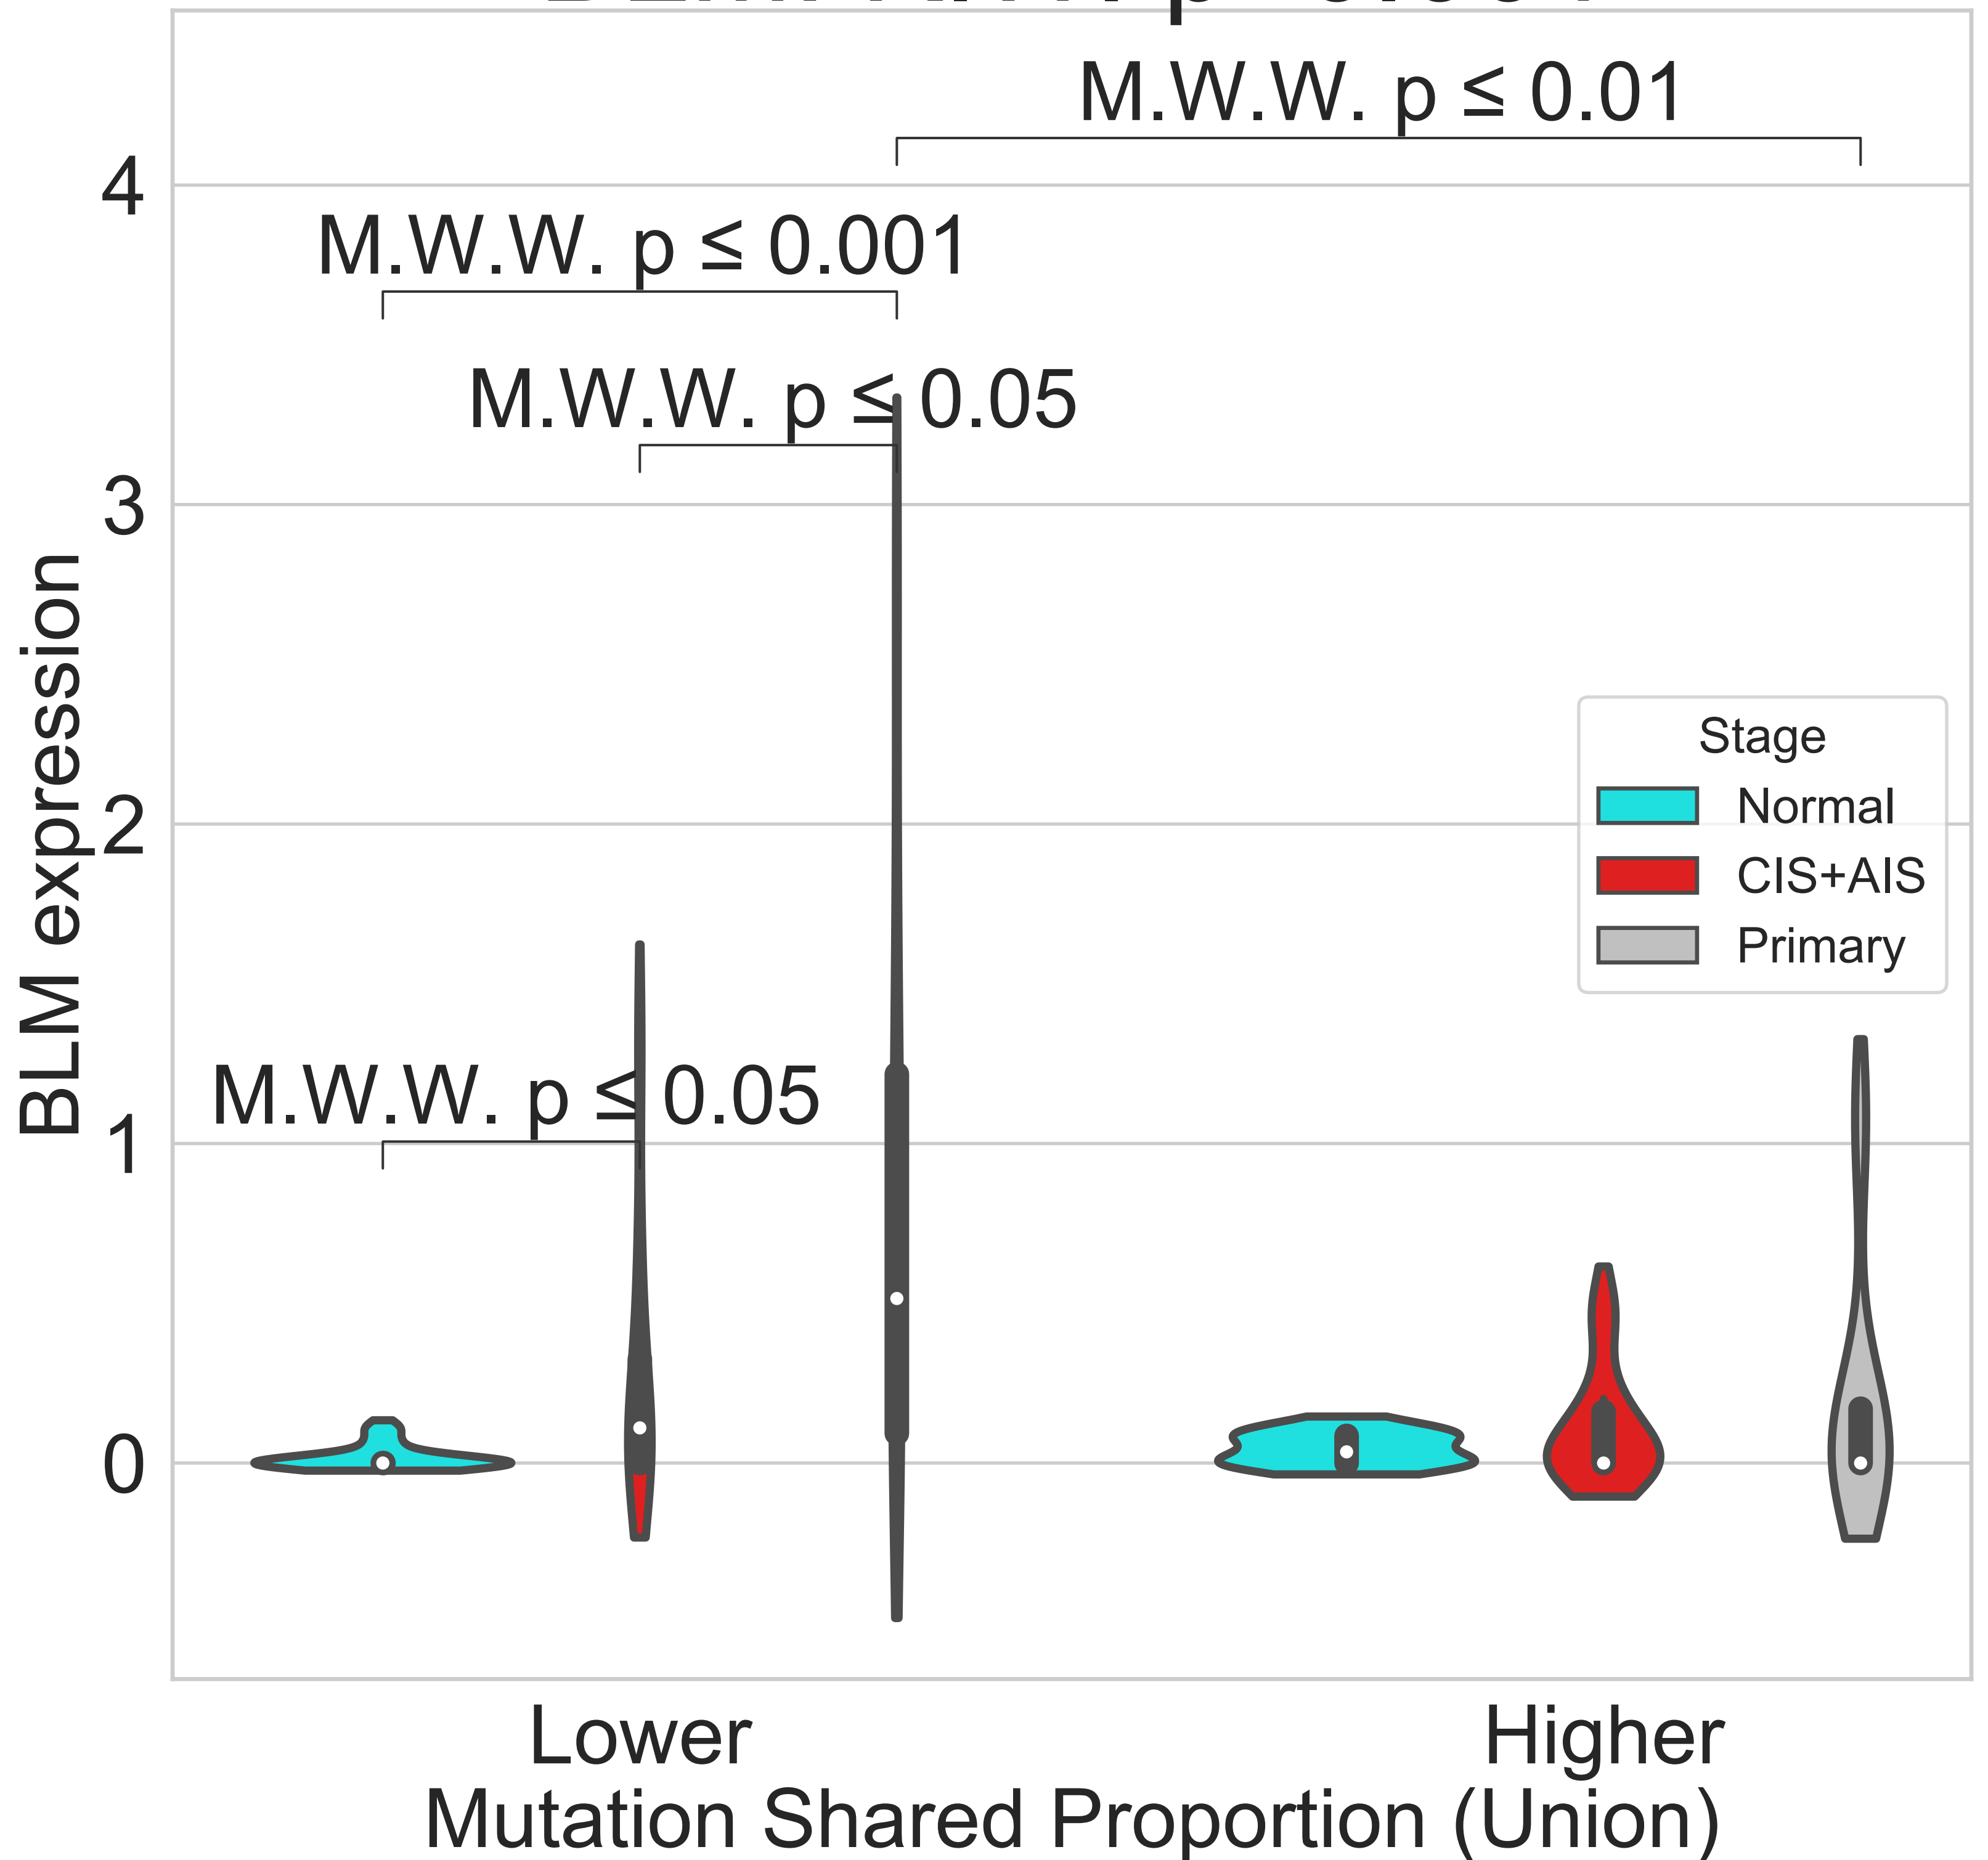 M.W.W. p ≤ 0.01
4
M.W.W. p ≤ 0.001
M.W.W. p ≤ 0.05
3
BLM expression
Stage
Normal
CIS+AIS
Primary
2
M.W.W. p ≤ 0.05
1
0
Lower
Higher
Mutation Shared Proportion (Union)